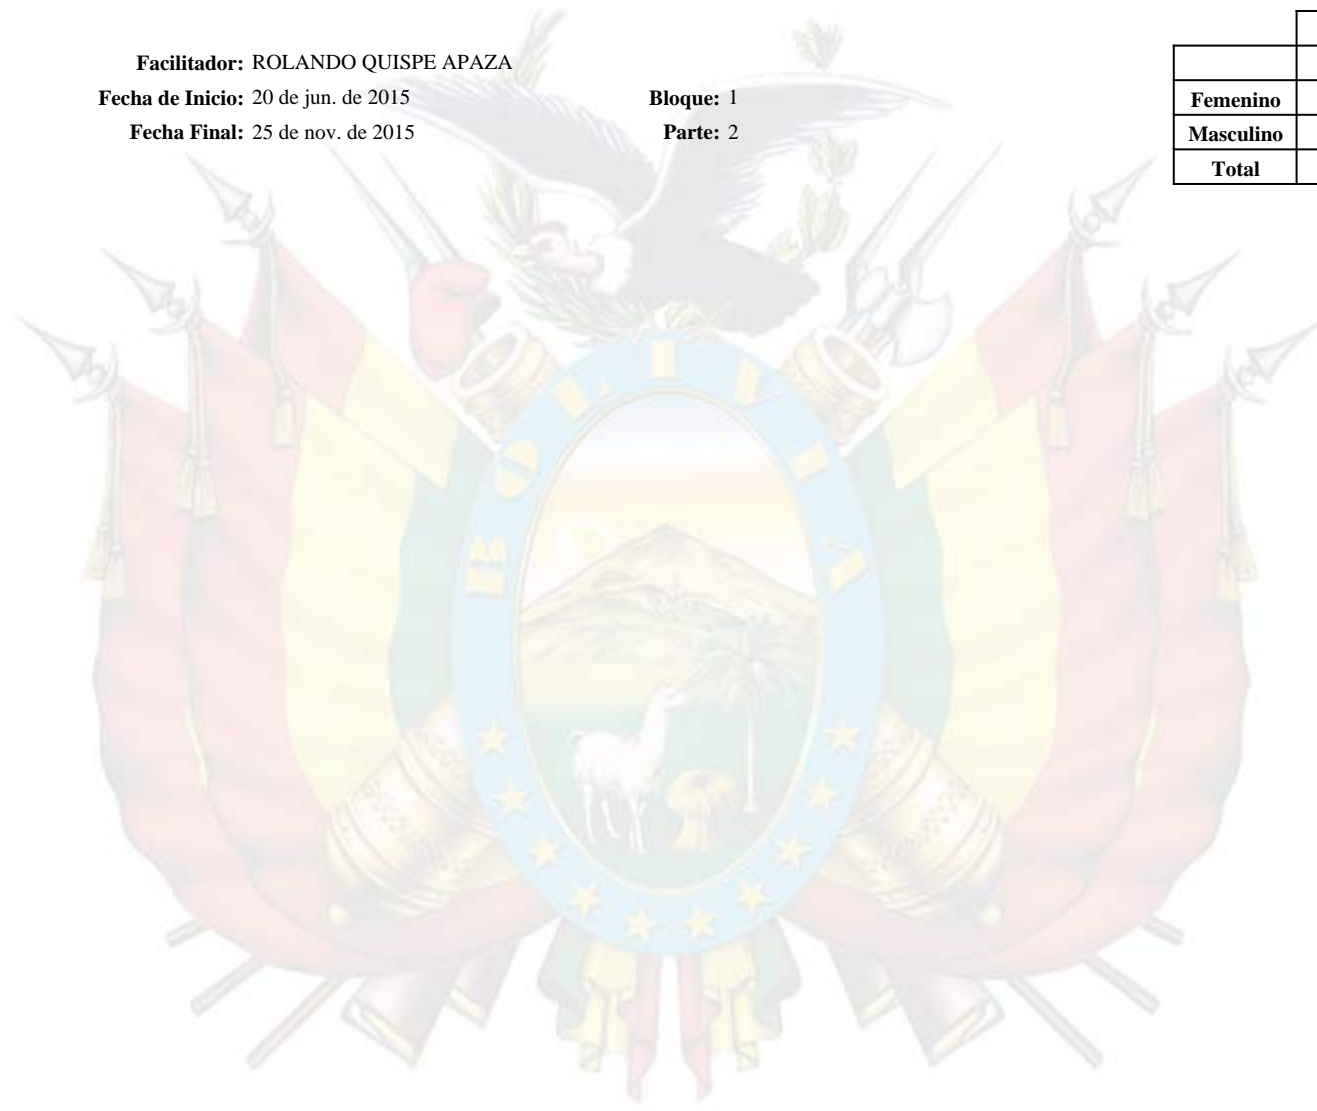 Facilitador: ROLANDO QUISPE APAZA
Fecha de Inicio: 20 de jun. de 2015 Bloque: 1
Fecha Final: 25 de nov. de 2015 Parte: 2
Femenino
Masculino
Total
BOLIVIA